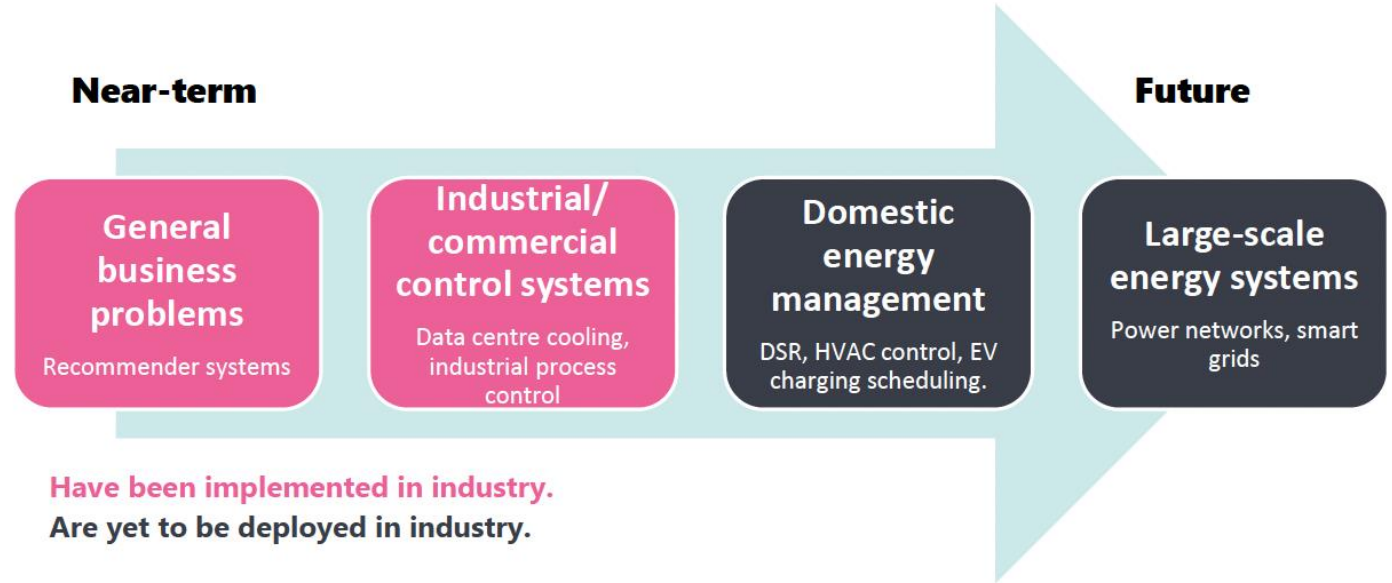 Near-term
Future
General
business
problems
Recommender systems
Industrial/
commercial
control systems
Data centre cooling,
industrial process
control
Domestic
energy
management
DSR, HVAC control, EV
charging scheduling.
Large-scale
energy systems
Power networks, smart
grids
Have been implemented in industry.
Are yet to be deployed in industry.